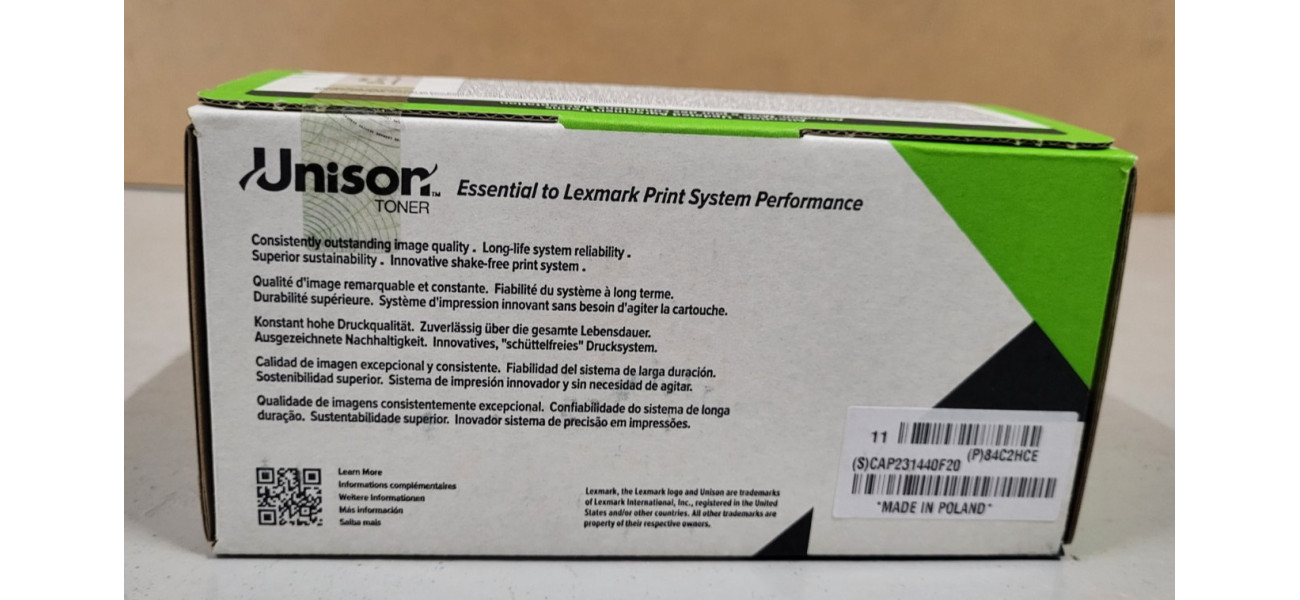 Unison™
TONER
Essential to Lexmark Print System Performance
Consistently outstanding image quality. Long-life system reliability.
Superior sustainability. Innovative shake-free print system.
Qualité d'image remarquable et constante. Fiabilité du système à long terme.
Durabilité supérieure. Système d'impression innovant sans besoin d'agiter la cartouche.
Konstant hohe Druckqualität. Zuverlässig über die gesamte Lebensdauer.
Ausgezeichnete Nachhaltigkeit. Innovatives, "schüttelfreies" Drucksystem.
Calidad de imagen excepcional y consistente. Fiabilidad del sistema de larga duración.
Sostenibilidad superior. Sistema de impresión innovador y sin necesidad de agitar.
Qualidade de imagens consistentemente excepcional. Confiabilidade do sistema de longa
duração. Sustentabilidade superior. Inovador sistema de precisão em impressões.
Learn More
Informations complémentaires
Weitere Informationen
Más información
Saiba mais
Lexmark, the Lexmark logo and Unison are trademarks
of Lexmark International, Inc., registered in the United
States and/or other countries. All other trademarks are
property of their respective owners.
11
(P)84C2HCE
(S)CAP231440F20
"MADE IN POLAND"